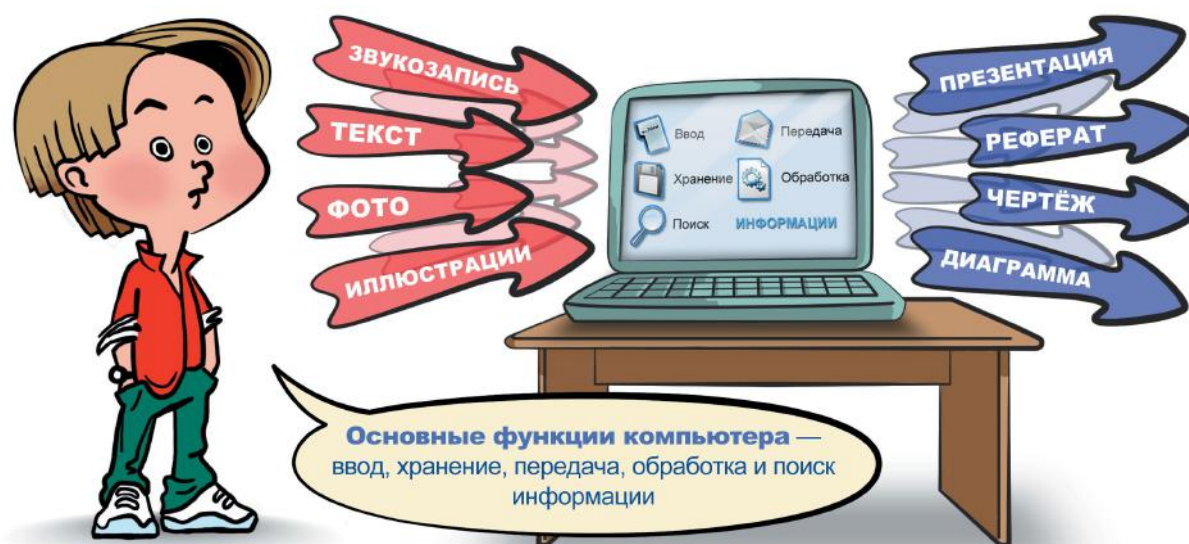 ЗВУКОЗАПИСЬ
ТЕКСТ
ФОТО
ИЛЛЮСТРАЦИИ
Ввод
Передача
Хранение
Обработка
Поиск
ИНФОРМАЦИИ
ПРЕЗЕНТАЦИЯ
РЕФЕРАТ
ЧЕРТЁЖ
ДИАГРАММА
Основные функции компьютера —
ввод, хранение, передача, обработка и поиск
информации